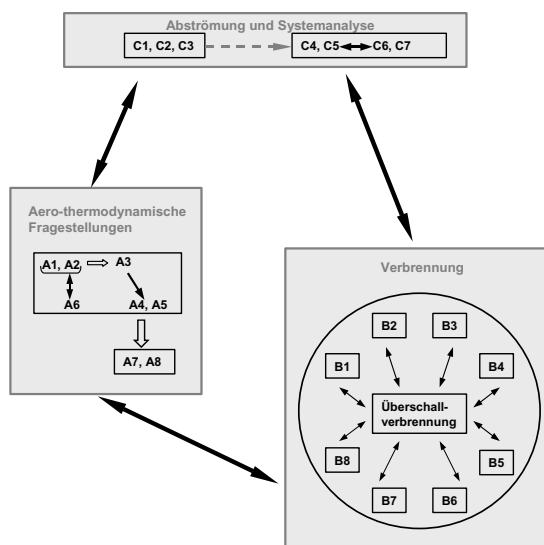 Abströmung und Systemanalyse
C1, C2, C3
C4, C5
C6, C7
Aero-thermodynamische
Fragestellungen
A1, A2
A3
A6
A4, A5
A7, A8
Verbrennung
B2
B3
B1
B4
Überschall-
verbrennung
B8
B5
B7
B6